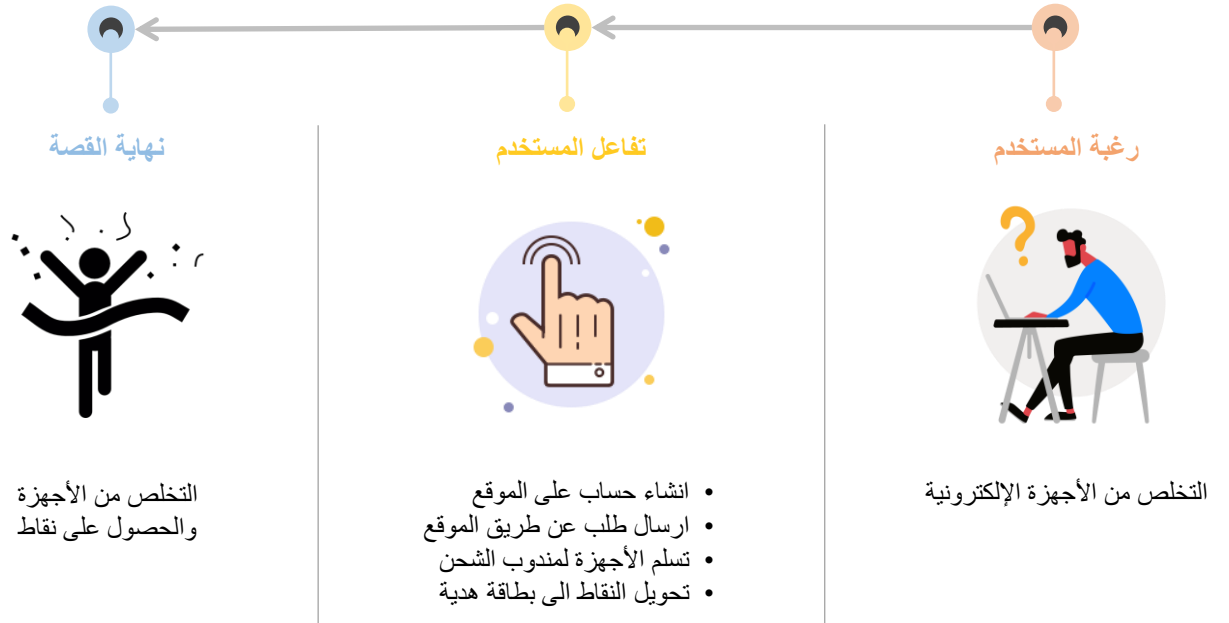 رغبة المستخدم
التخلص من الأجهزة الإلكترونية
تفاعل المستخدم
• انشاء حساب على الموقع
• ارسال طلب عن طريق الموقع
• تسلم الأجهزة لمندوب الشحن
• تحويل النقاط الى بطاقة هدية
نهاية القصة
التخلص من الأجهزة
والحصول على نقاط